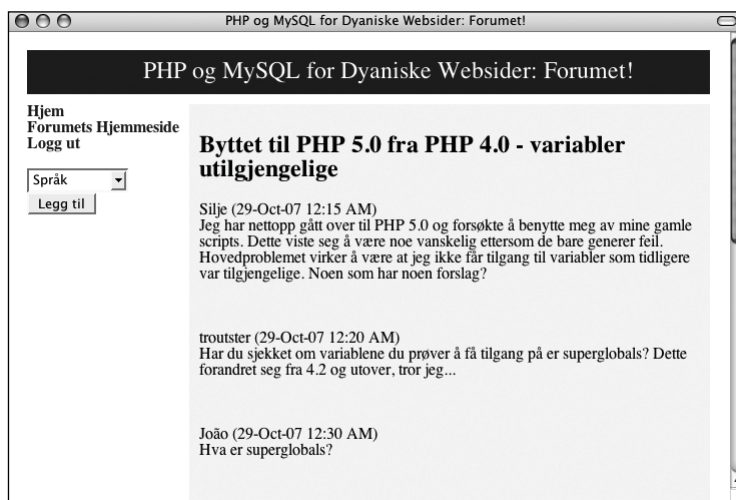 PHP og MySQL for Dyaniske Websider: Forumet!
PHP og MySQL for Dyaniske Websider: Forumet!
Hjem
Forumets Hjemmeside
Logg ut
Språk
Legg til
Byttet til PHP 5.0 fra PHP 4.0 - variabler
utilgjengelige
Silje (29-Oct-07 12:15 AM)
Jeg har nettopp gått over til PHP 5.0 og forsøkte å benytte meg av mine gamle
scripts. Dette viste seg å være noe vanskelig ettersom de bare generer feil.
Hovedproblemet virker å være at jeg ikke får tilgang til variabler som tidligere
var tilgjengelige. Noen som har noen forslag?
troutster (29-Oct-07 12:20 AM)
Har du sjekket om variablene du prøver å få tilgang på er superglobals? Dette
forandret seg fra 4.2 og utover, tror jeg...
João (29-Oct-07 12:30 AM)
Hva er superglobals?